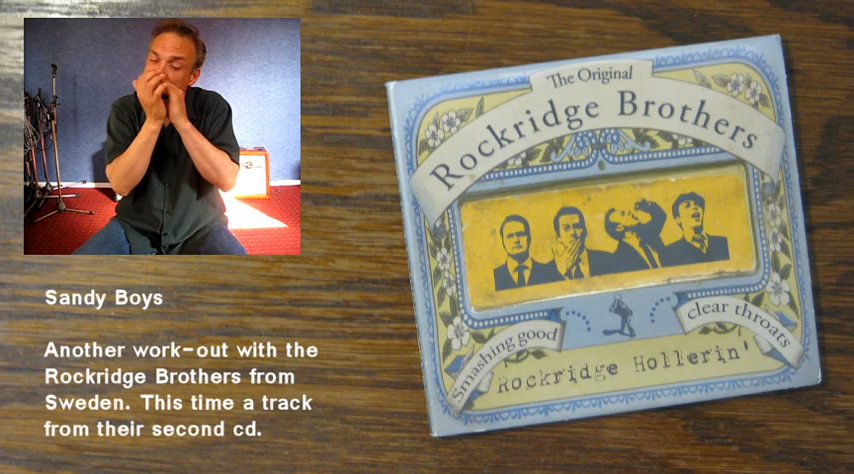 Sandy Boys
Another work-out with the
Rockridge Brothers from
Sweden. This time a track
from their second cd.
The Original
Rockridge Brothers
Smashing good
clear throats
Rockridge Hollerin'